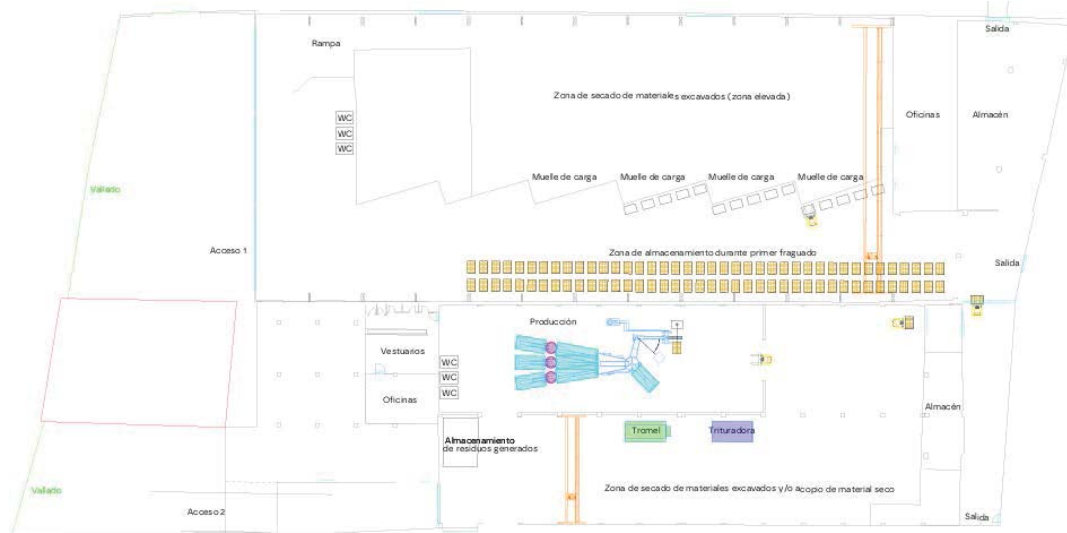 Salida
Rampa
Zona de secado de materiales excavados (zona elevada)
WC
WC
WC
Oficinas
Almacén
Muelle de carga
Muelle de carga
Muelle de carga
Muelle de carga
Vallado
Acceso 1
Zona de almacenamiento durante primer fraguado
Salida
Producción
Vestuarios
WC
WC
WC
Oficinas
Almacén
Tromel
Trituradora
Almacenamiento
de residuos generados
Vallado
Zona de secado de materiales excavados y/o acopio de material seco
Acceso 2
Salida